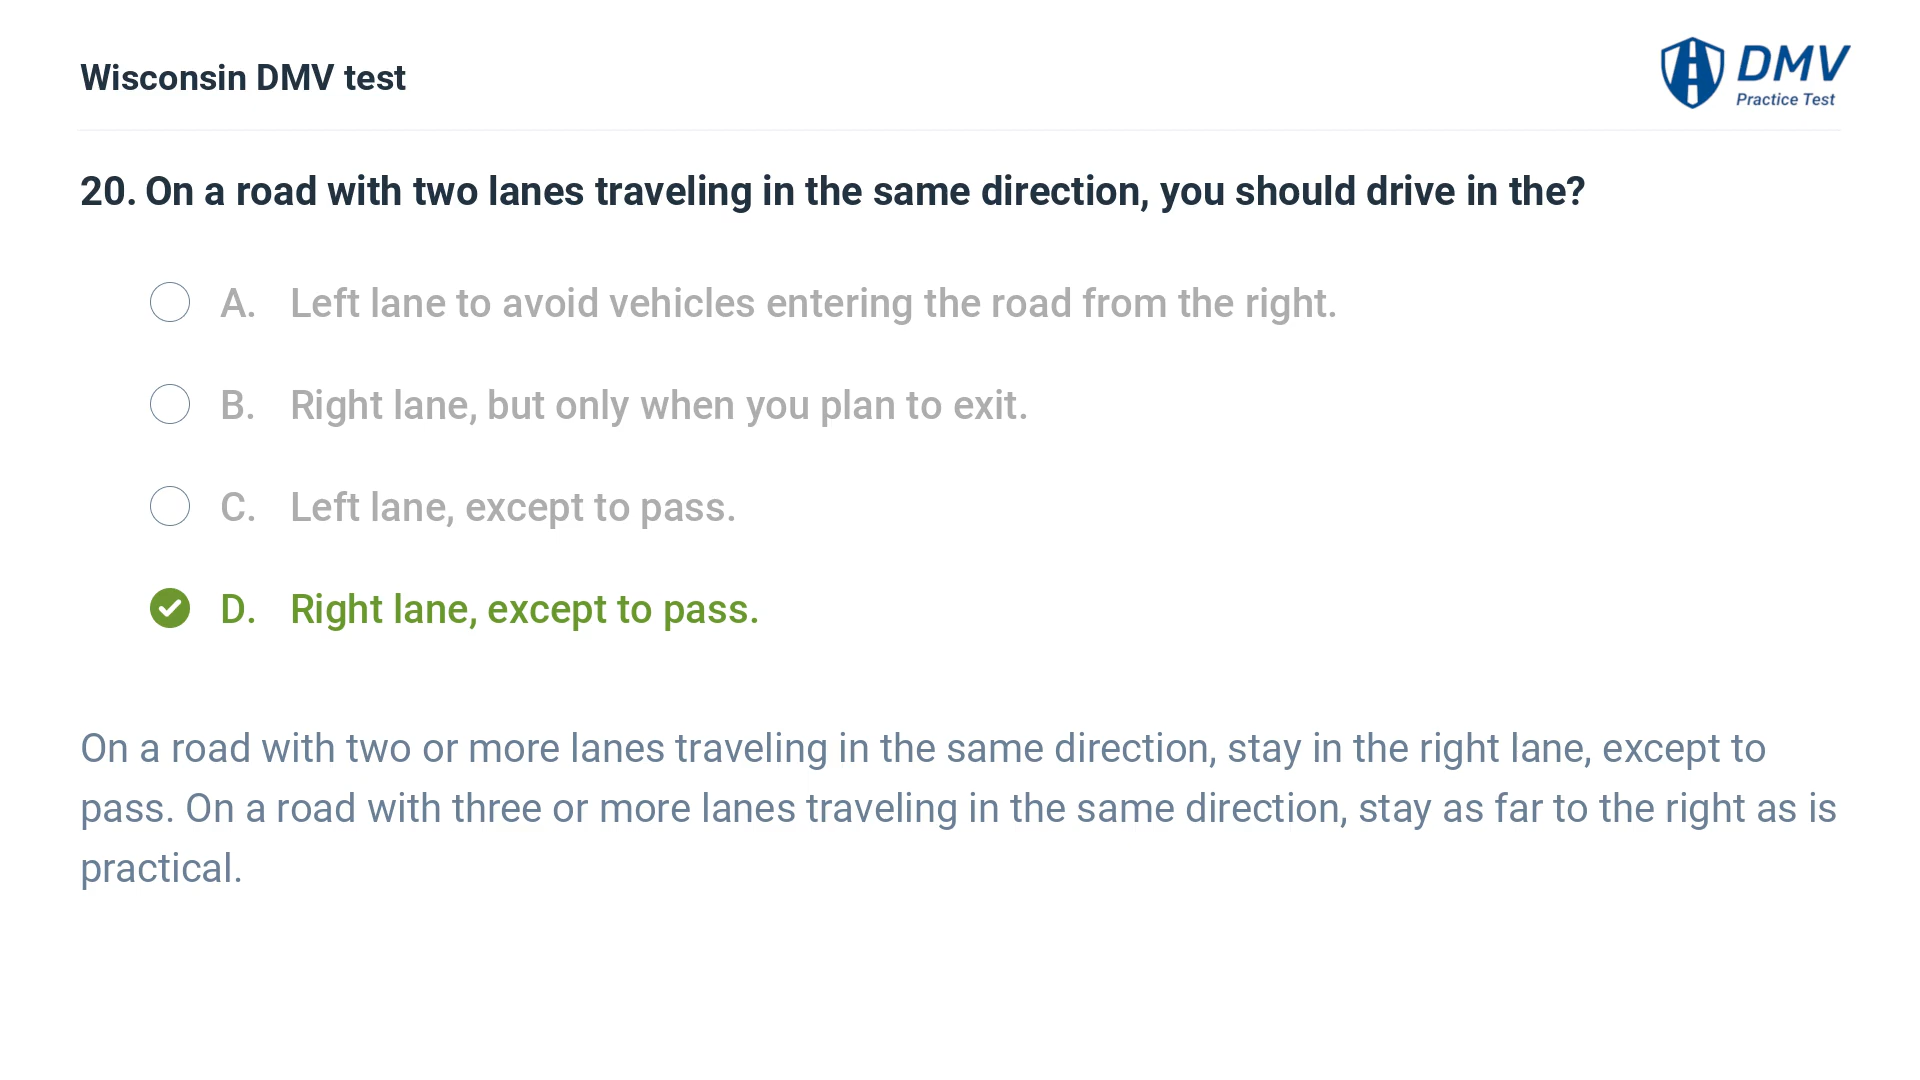 Wisconsin DMV test
DMV
Practice Test
20. On a road with two lanes traveling in the same direction, you should drive in the?
A. Left lane to avoid vehicles entering the road from the right.
B. Right lane, but only when you plan to exit.
C. Left lane, except to pass.
D. Right lane, except to pass.
On a road with two or more lanes traveling in the same direction, stay in the right lane, except to
pass. On a road with three or more lanes traveling in the same direction, stay as far to the right as is
practical.